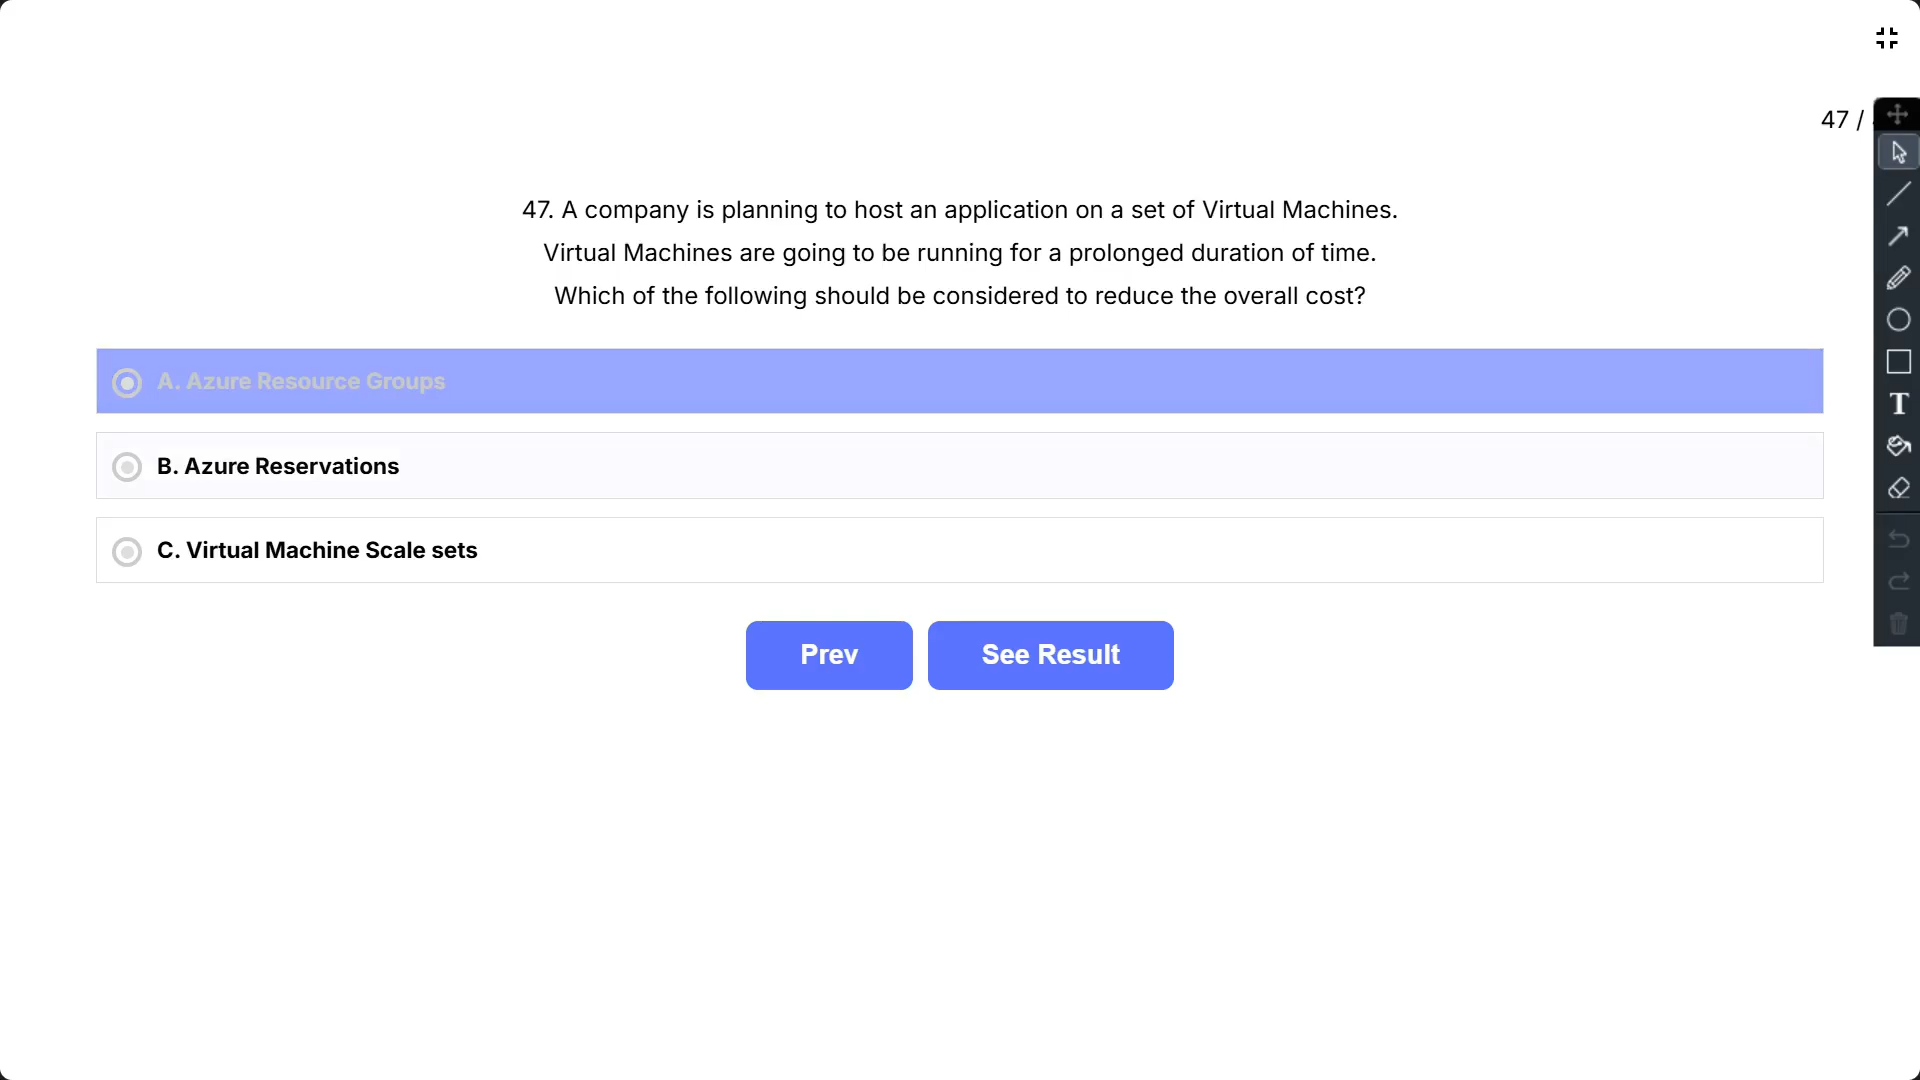 47 /
47. A company is planning to host an application on a set of Virtual Machines.
Virtual Machines are going to be running for a prolonged duration of time.
Which of the following should be considered to reduce the overall cost?
A. Azure Resource Groups
B. Azure Reservations
C. Virtual Machine Scale sets
Prev
See Result
T